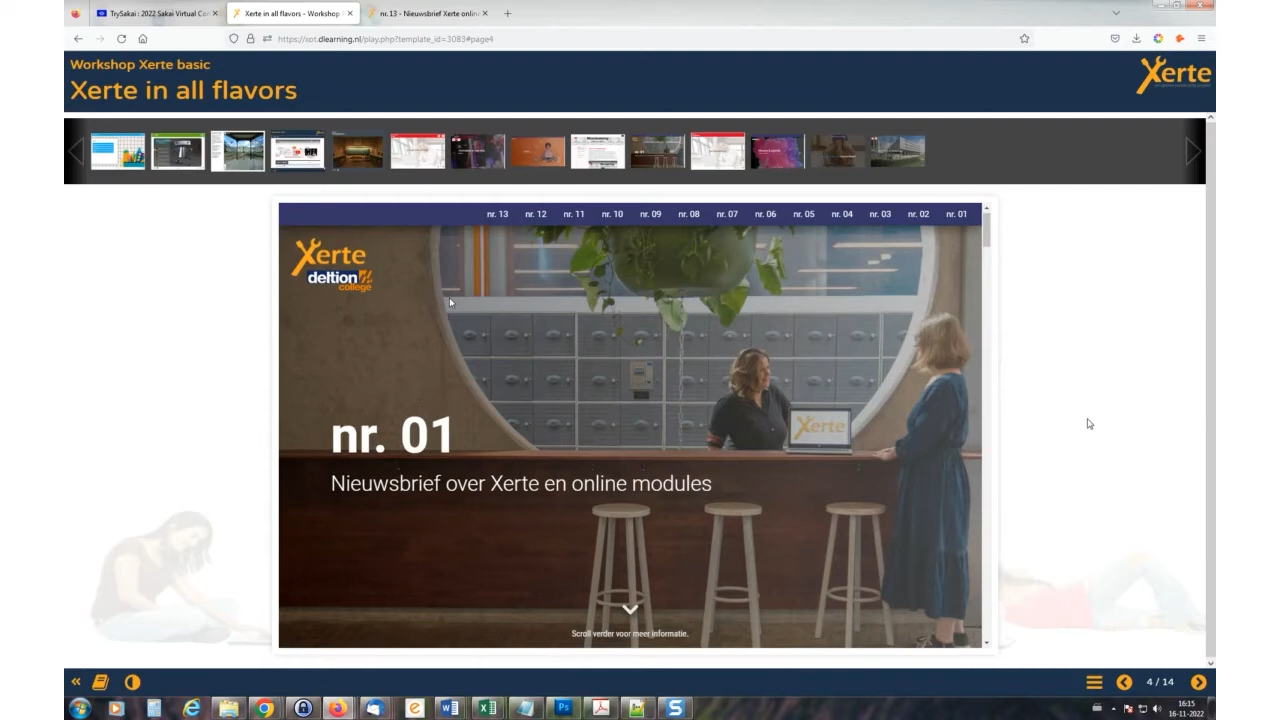 TrySakai : 2022 Sakai Virtual Con
Xerte in all flavors - Workshop
nr. 13 - Nieuwsbrief Xerte online
https://xot.dlearning.nl/play.php?template_id=3083#page4
Workshop Xerte basic
Xerte in all flavors
Xerte
nr. 13 nr. 12 nr. 11 nr. 10 nr. 09 nr. 08 nr. 07 nr. 06 nr. 05 nr. 04 nr. 03 nr. 02 nr. 01
Xerte
deltion
college
Xerte
nr. 01
Nieuwsbrief over Xerte en online modules
Scroll verder voor meer informatie.
4 / 14
16:15
16-11-2022